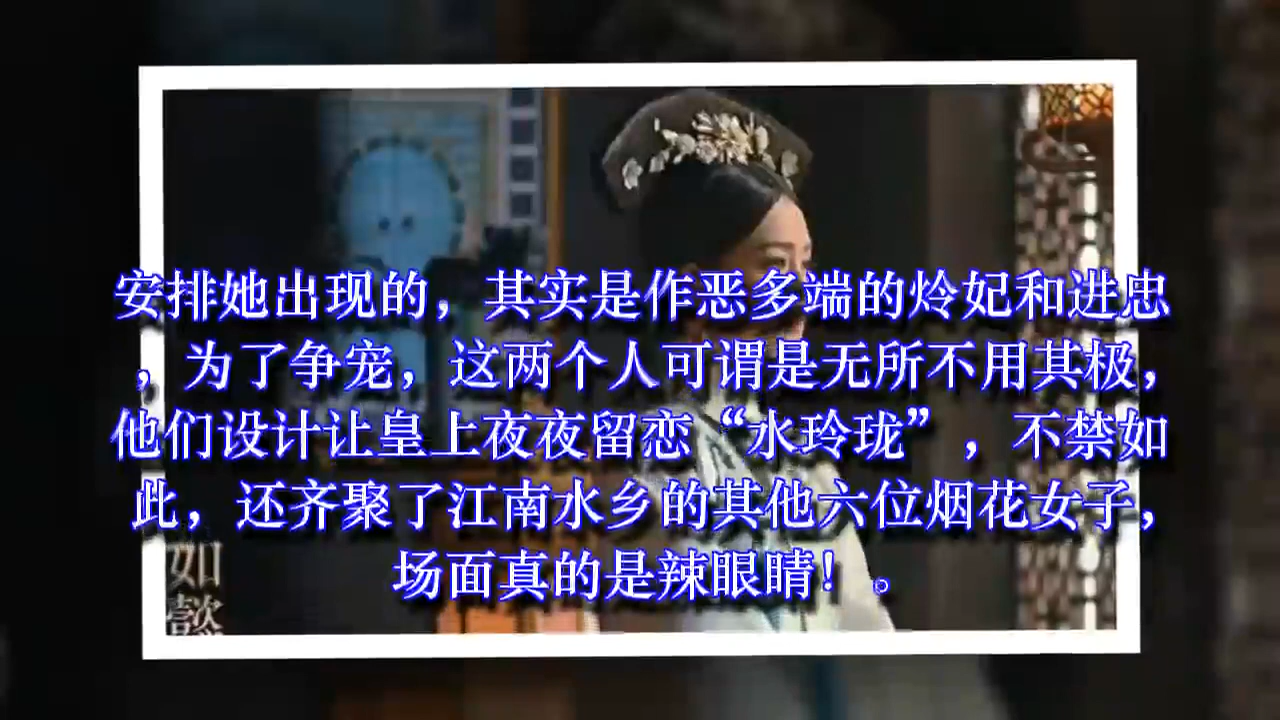 安排她出现的，其实是作恶多端的炩妃和进忠
，为了争宠，这两个人可谓是无所不用其极，
他们设计让皇上夜夜留恋“水玲珑”，不禁如
此，还齐聚了江南水乡的其他六位烟花女子，
场面真的是辣眼睛！。
如
懿